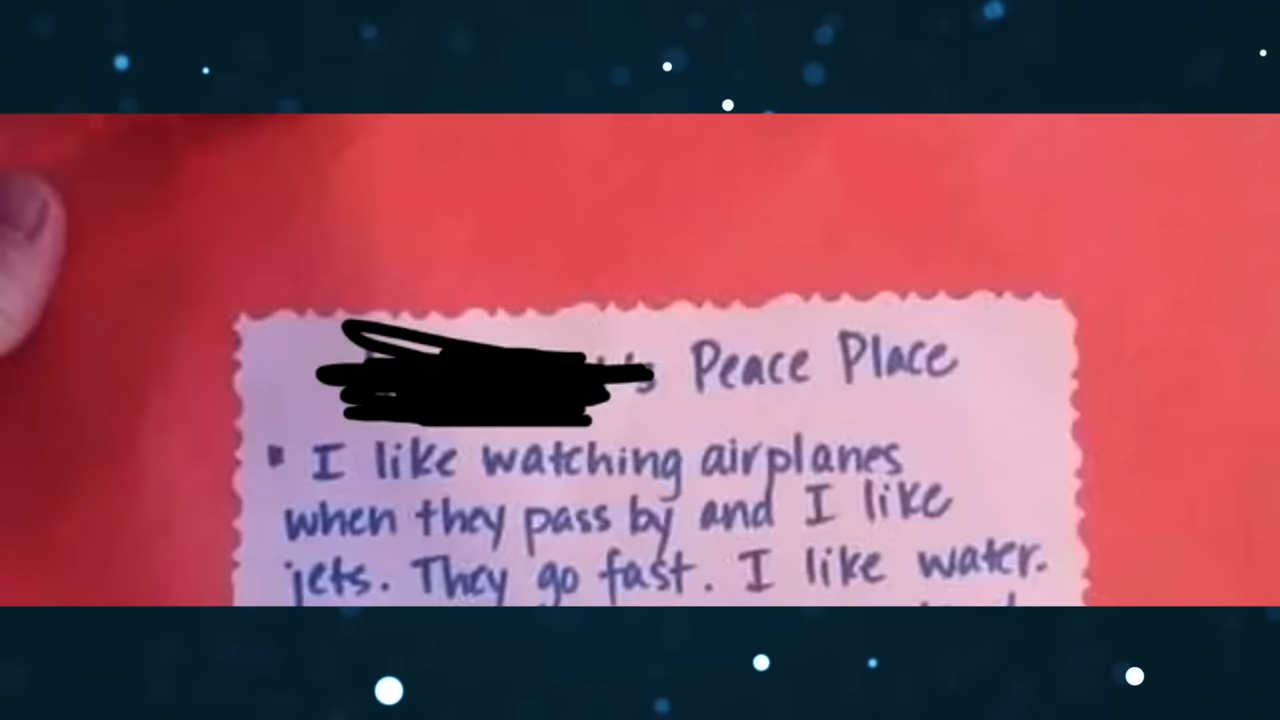 Peace Place
I like watching airplanes
when they pass by and I like
jets. They go fast. I like water.